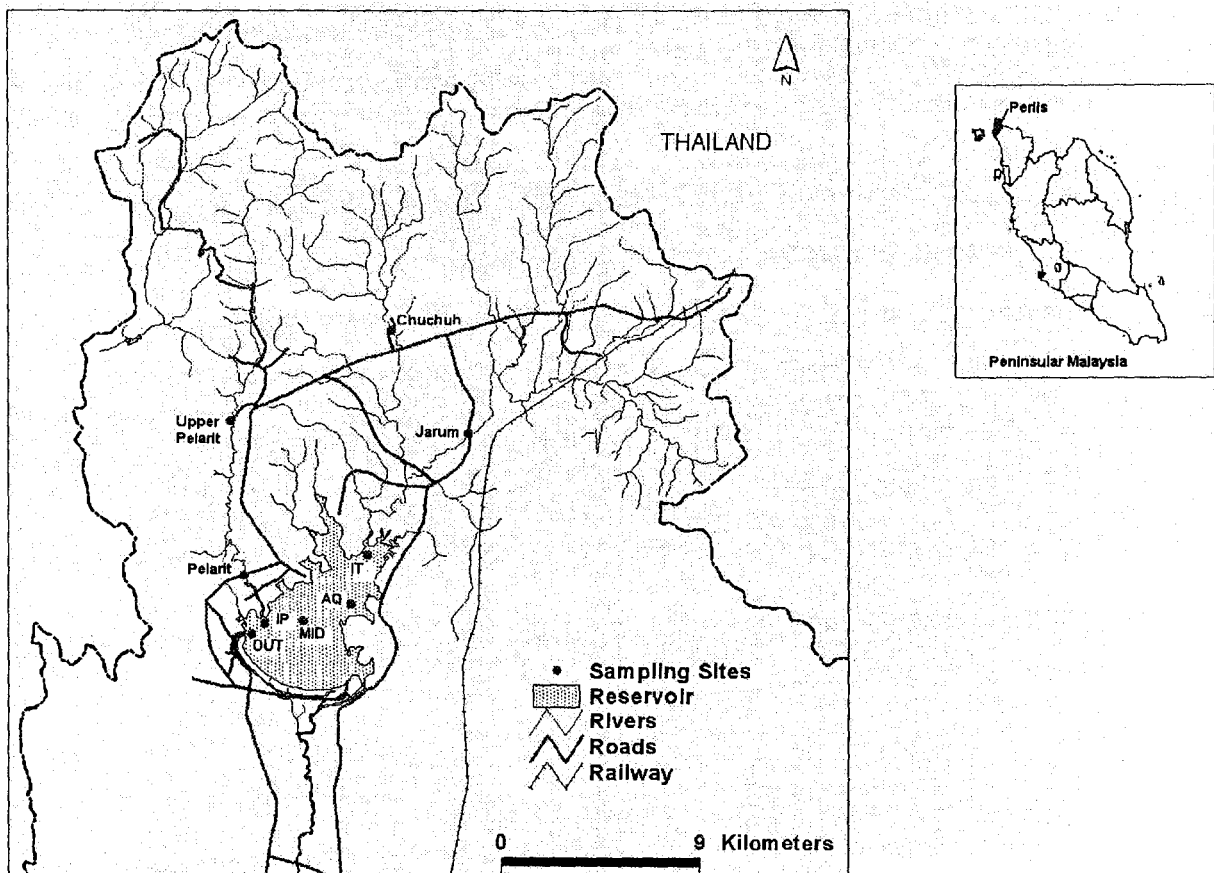 N
THAILAND
Perlis
Peninsular Malaysia
Chuchuh
Upper
Pelarit
Jarum
Pelarit
IT
AQ
IP
MID
OUT
Sampling Sites
Reservoir
Rivers
Roads
Railway
0 9 Kilometers